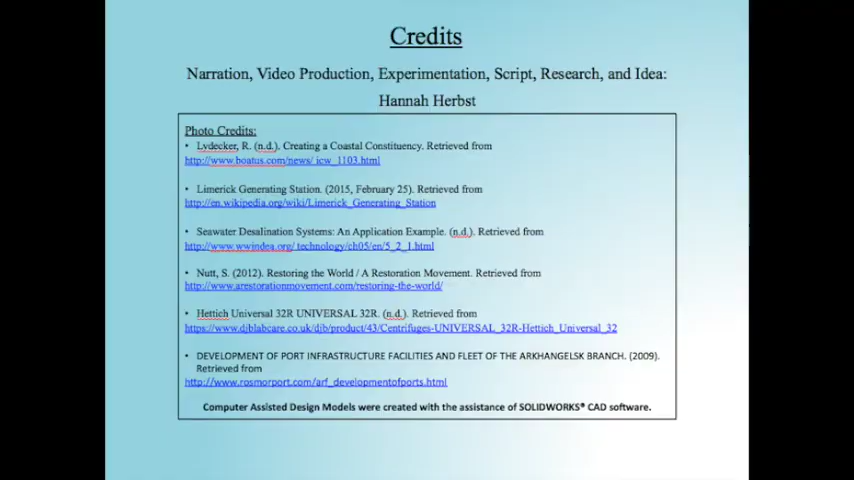 Credits
Narration, Video Production, Experimentation, Script, Research, and Idea:
Hannah Herbst
Photo Credits:
• Lydecker, R. (n.d.). Creating a Coastal Constituency. Retrieved from
http://www.boatus.com/news/ icw_1103.html
• Limerick Generating Station. (2015, February 25). Retrieved from
http://en.wikipedia.org/wiki/Limerick_Generating_Station
• Seawater Desalination Systems: An Application Example. (n.d.). Retrieved from
http://www.wwindea.org/ technology/ch05/en/5_2_1.html
• Nutt, S. (2012). Restoring the World / A Restoration Movement. Retrieved from
http://www.arestorationmovement.com/restoring-the-world/
• Hettich Universal 32R UNIVERSAL 32R. (n.d.). Retrieved from
https://www.djblabcare.co.uk/djb/product/43/Centrifuges-UNIVERSAL_32R-Hettich_Universal_32
• DEVELOPMENT OF PORT INFRASTRUCTURE FACILITIES AND FLEET OF THE ARKHANGELSK BRANCH. (2009).
Retrieved from
http://www.rosmorport.com/arf_developmentofports.html
Computer Assisted Design Models were created with the assistance of SOLIDWORKS® CAD software.